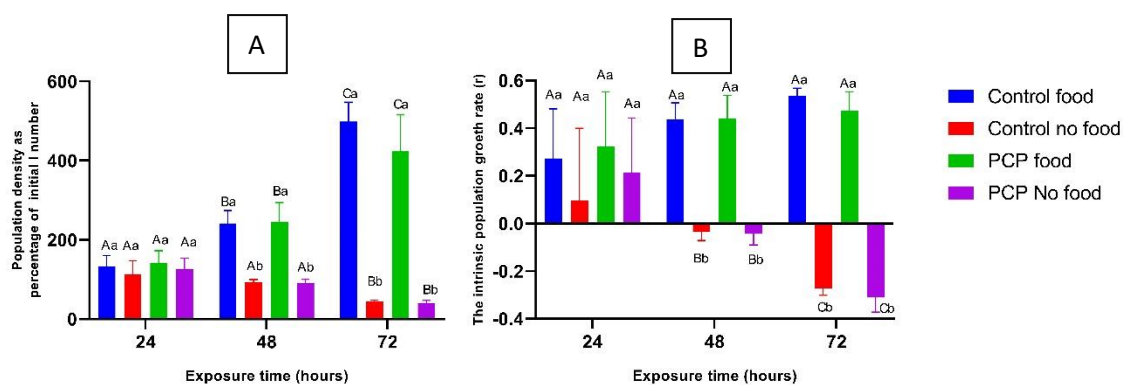 A
Population density as
percentage of initial I number
600
400
200
0
Aa Aa Aa Aa
Ba Ab Ba Ab
Ca Bb Ca Bb
24 48 72
Exposure time (hours)
B
The intrinsic population groeth rate (r)
0.6
0.4
0.2
0.0
-0.2
-0.4
Aa Aa Aa Aa
Aa Bb Aa Bb
Aa Cb Aa Cb
24 48 72
Exposure time (hours)
Control food
Control no food
PCP food
PCP No food